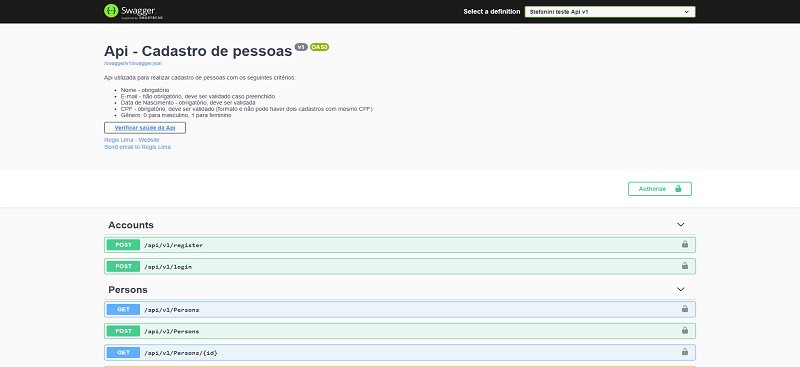 Swagger
Supported by SMARTBEAR
Select a definition
Stefanini teste Api v1
Api - Cadastro de pessoas v1 OAS3
/swagger/v1/swagger.json
Api utilizada para realizar cadastro de pessoas com os seguintes critérios:
Nome - obrigatório
E-mail - não obrigatório, deve ser validado caso preenchido
Data de Nascimento - obrigatório, deve ser validada
CPF - obrigatório, deve ser validado (formato e não pode haver dois cadastros com mesmo CPF)
Gênero: 0 para masculino, 1 para feminino
Verificar saúde da Api
Regis Lima - Website
Send email to Regis Lima
Authorize
Accounts
POST /api/v1/register
POST /api/v1/login
Persons
GET /api/v1/Persons
POST /api/v1/Persons
GET /api/v1/Persons/{id}